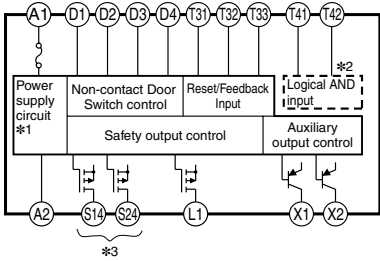 A1 D1 D2 D3 D4 T31 T32 T33 T41 T42
*2
Power supply circuit *1
Non-contact Door Switch control
Reset/Feedback Input
Logical AND input
Safety output control
Auxiliary output control
A2 S14 S24 L1 X1 X2
*3